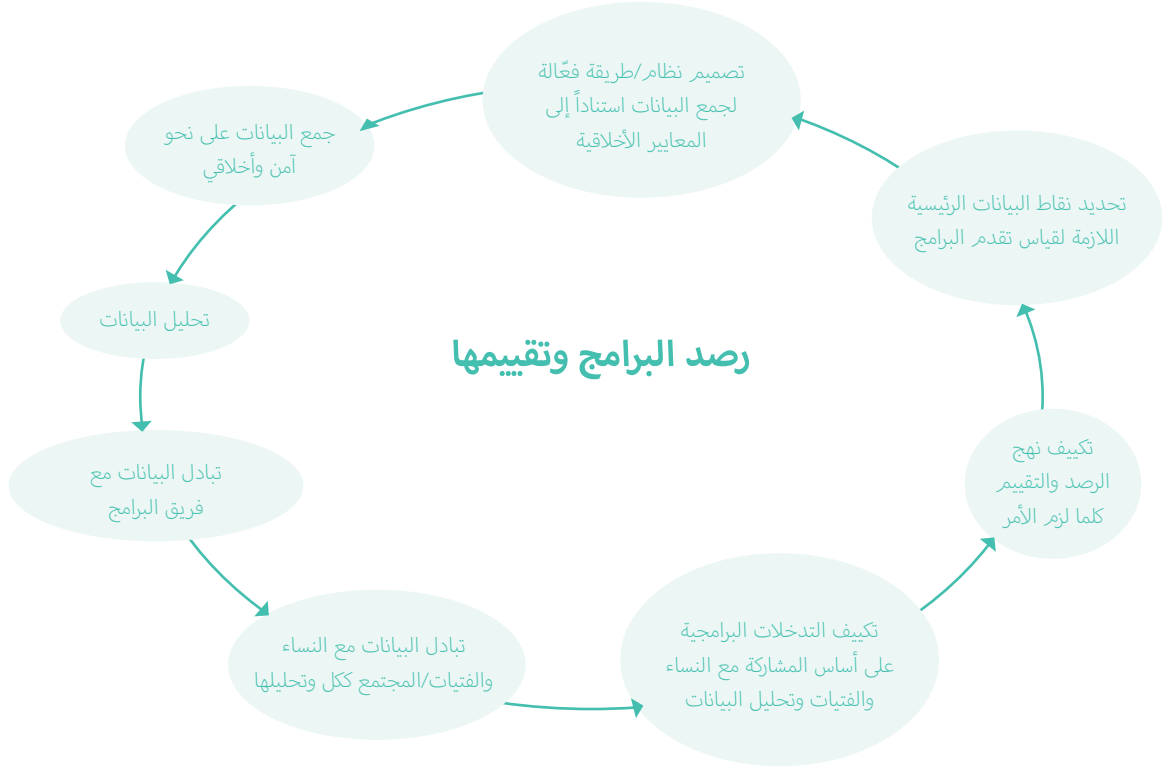 رصد البرامج وتقييمها
تحديد نقاط البيانات الرئيسية
اللازمة لقياس تقدم البرامج
تصميم نظام/طريقة فعّالة
لجمع البيانات استناداً إلى
المعايير الأخلاقية
جمع البيانات على نحو
آمن وأخلاقي
تحليل البيانات
تبادل البيانات مع
فريق البرامج
تبادل البيانات مع النساء
والفتيات/المجتمع ككل وتحليلها
تكييف التدخلات البرامجية
على أساس المشاركة مع النساء
والفتيات وتحليل البيانات
تكييف نهج
الرصد والتقييم
كلما لزم الأمر